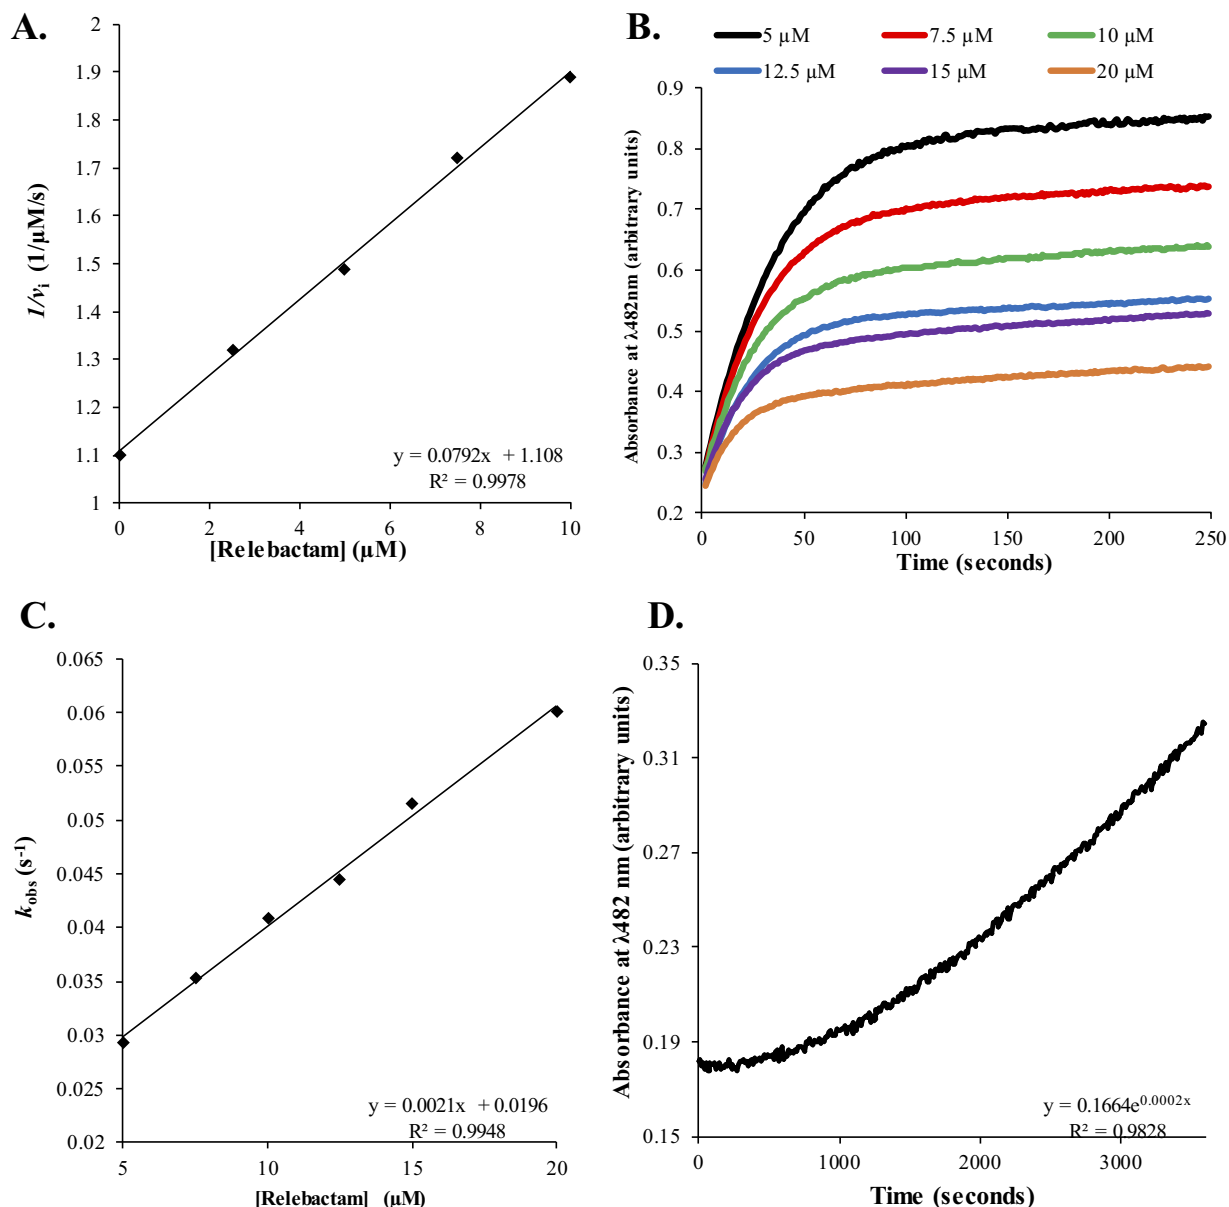 A.
2
1.9
1.8
1.7
1.6
1.5
1.4
1.3
1.2
1.1
1
1/vi (1/µM/s)
y = 0.0792x + 1.108
R² = 0.9978
0 2 4 6 8 10
[Relebactam] (µM)
B.
5 µM 7.5 µM 10 µM
12.5 µM 15 µM 20 µM
0.9
0.8
0.7
0.6
0.5
0.4
0.3
0.2
Absorbance at λ482nm (arbitrary units)
0 50 100 150 200 250
Time (seconds)
C.
0.065
0.06
0.055
0.05
0.045
0.04
0.035
0.03
0.025
0.02
kobs (s-1)
y = 0.0021x + 0.0196
R² = 0.9948
5 10 15 20
[Relebactam] (µM)
D.
0.35
0.31
0.27
0.23
0.19
0.15
Absorbance at λ482 nm (arbitrary units)
y = 0.1664e0.0002x
R² = 0.9828
0 1000 2000 3000
Time (seconds)